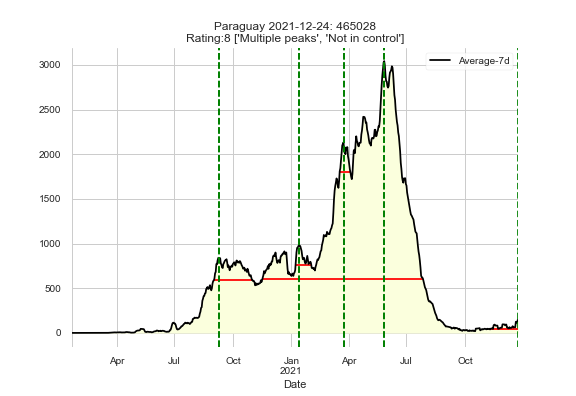 Paraguay 2021-12-24: 465028
Rating:8 ['Multiple peaks', 'Not in control']
Average-7d
3000
2500
2000
1500
1000
500
0
Apr Jul Oct Jan Apr Jul Oct
2021
Date